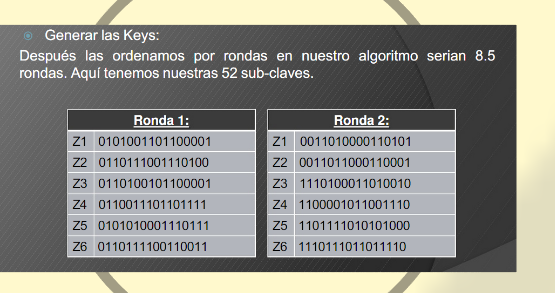 Generar las Keys:
Después las ordenamos por rondas en nuestro algoritmo serian 8.5
rondas. Aquí tenemos nuestras 52 sub-claves.
Ronda 1:
Z1 0101001101100001
Z2 0110111001110100
Z3 0110100101100001
Z4 0110011101101111
Z5 0101010001110111
Z6 0110111100110011
Ronda 2:
Z1 0011010000110101
Z2 0011011000110001
Z3 1110100011010010
Z4 1100001011001110
Z5 1101111010101000
Z6 1110111011011110